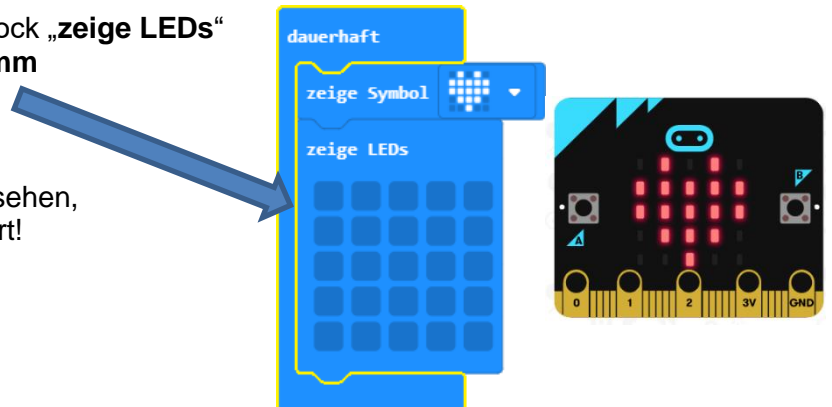 ock „zeige LEDs“
mm
sehen,
rt!
dauerhaft
zeige Symbol
zeige LEDs
A
B
0 1 2 3V GND